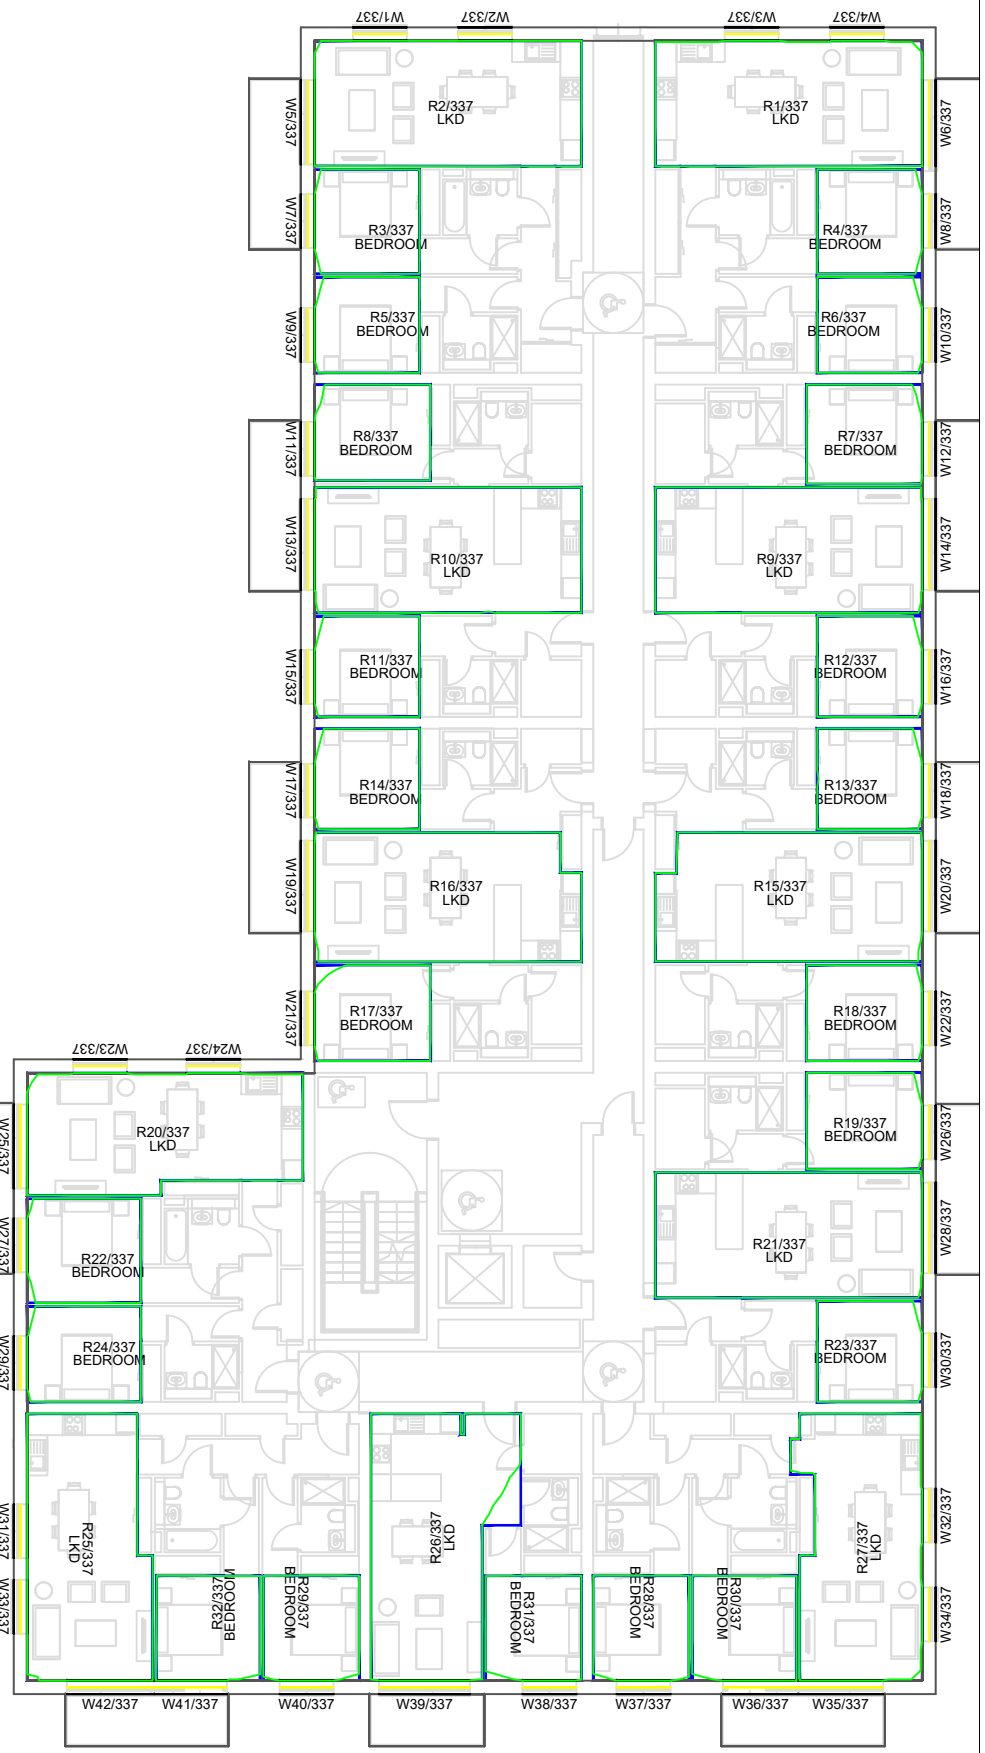 W1/337
W2/337
W3/337
W4/337
W5/337
R2/337
LKD
R1/337
LKD
W6/337
W7/337
R3/337
BEDROOM
R4/337
BEDROOM
W8/337
W9/337
R5/337
BEDROOM
R6/337
BEDROOM
W10/337
W11/337
R8/337
BEDROOM
R7/337
BEDROOM
W12/337
W13/337
R10/337
LKD
R9/337
LKD
W14/337
W15/337
R11/337
BEDROOM
R12/337
BEDROOM
W16/337
W17/337
R14/337
BEDROOM
R13/337
BEDROOM
W18/337
W19/337
R16/337
LKD
R15/337
LKD
W20/337
W21/337
R17/337
BEDROOM
R18/337
BEDROOM
W22/337
W23/337
W24/337
W25/337
R20/337
LKD
R19/337
BEDROOM
W26/337
W27/337
R22/337
BEDROOM
R21/337
LKD
W28/337
W29/337
R24/337
BEDROOM
R23/337
BEDROOM
W30/337
W31/337
R25/337
LKD
R26/337
LKD
R27/337
LKD
W32/337
W33/337
R32/337
BEDROOM
R29/337
BEDROOM
R31/337
BEDROOM
R28/337
BEDROOM
R30/337
BEDROOM
W34/337
W42/337
W41/337
W40/337
W39/337
W38/337
W37/337
W36/337
W35/337